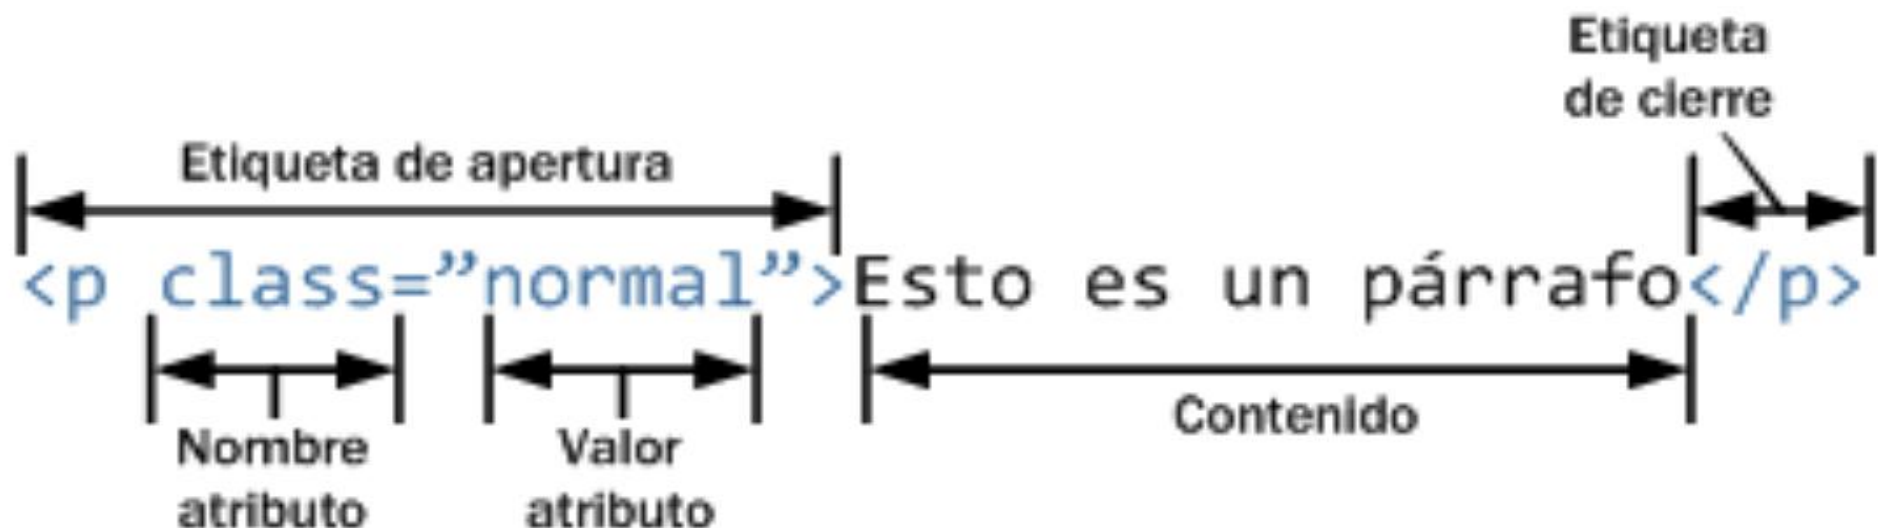 Etiqueta
de cierre
Etiqueta de apertura
<p class=”normal”>Esto es un párrafo</p>
Nombre
atributo
Valor
atributo
Contenido